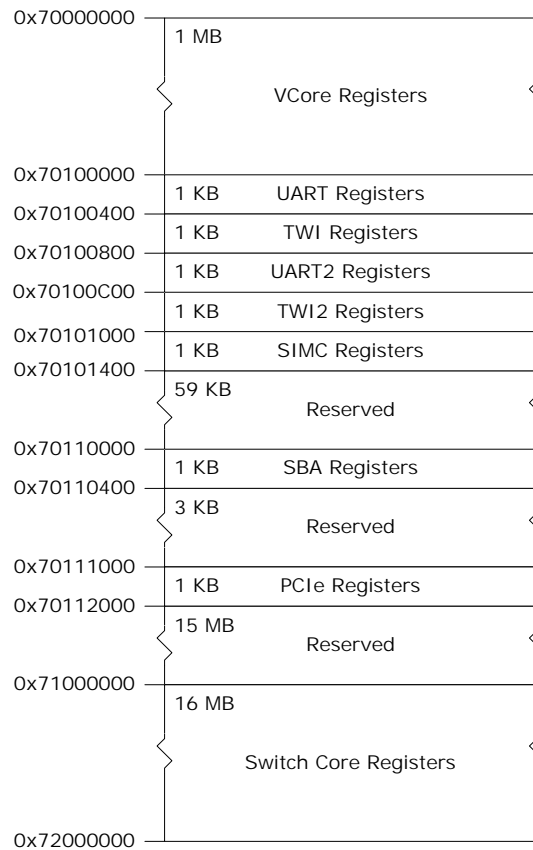 0x70000000
1 MB
VCore Registers
0x70100000
1 KB UART Registers
0x70100400
1 KB TWI Registers
0x70100800
1 KB UART2 Registers
0x70100C00
1 KB TWI2 Registers
0x70101000
1 KB SIMC Registers
0x70101400
59 KB
Reserved
0x70110000
1 KB SBA Registers
0x70110400
3 KB
Reserved
0x70111000
1 KB PCIe Registers
0x70112000
15 MB
Reserved
0x71000000
16 MB
Switch Core Registers
0x72000000